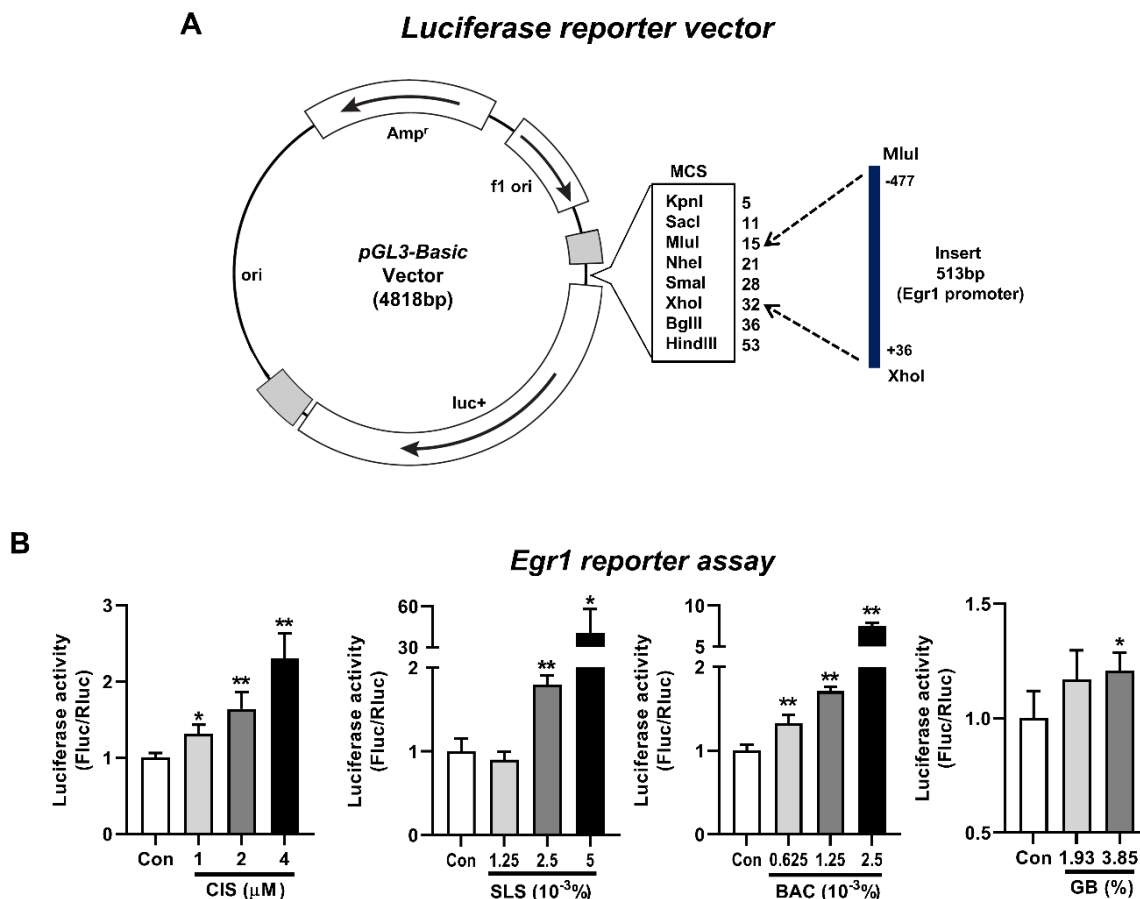 A
Luciferase reporter vector
Ampʳ
f1 ori
ori
pGL3-Basic
Vector
(4818bp)
luc+
MCS
KpnI 5
SacI 11
MluI 15
NheI 21
SmaI 28
XhoI 32
BglII 36
HindIII 53
MluI
-477
Insert
513bp
(Egr1 promoter)
+36
XhoI
B
Egr1 reporter assay
Luciferase activity
(Fluc/Rluc)
3
2
1
0
*
**
**
Con 1 2 4
CIS (μM)
Luciferase activity
(Fluc/Rluc)
60
30
2
1
0
**
*
Con 1.25 2.5 5
SLS (10⁻³%)
Luciferase activity
(Fluc/Rluc)
10
5
2
1
0
**
**
**
Con 0.625 1.25 2.5
BAC (10⁻³%)
Luciferase activity
(Fluc/Rluc)
1.5
1.0
0.5
*
Con 1.93 3.85
GB (%)